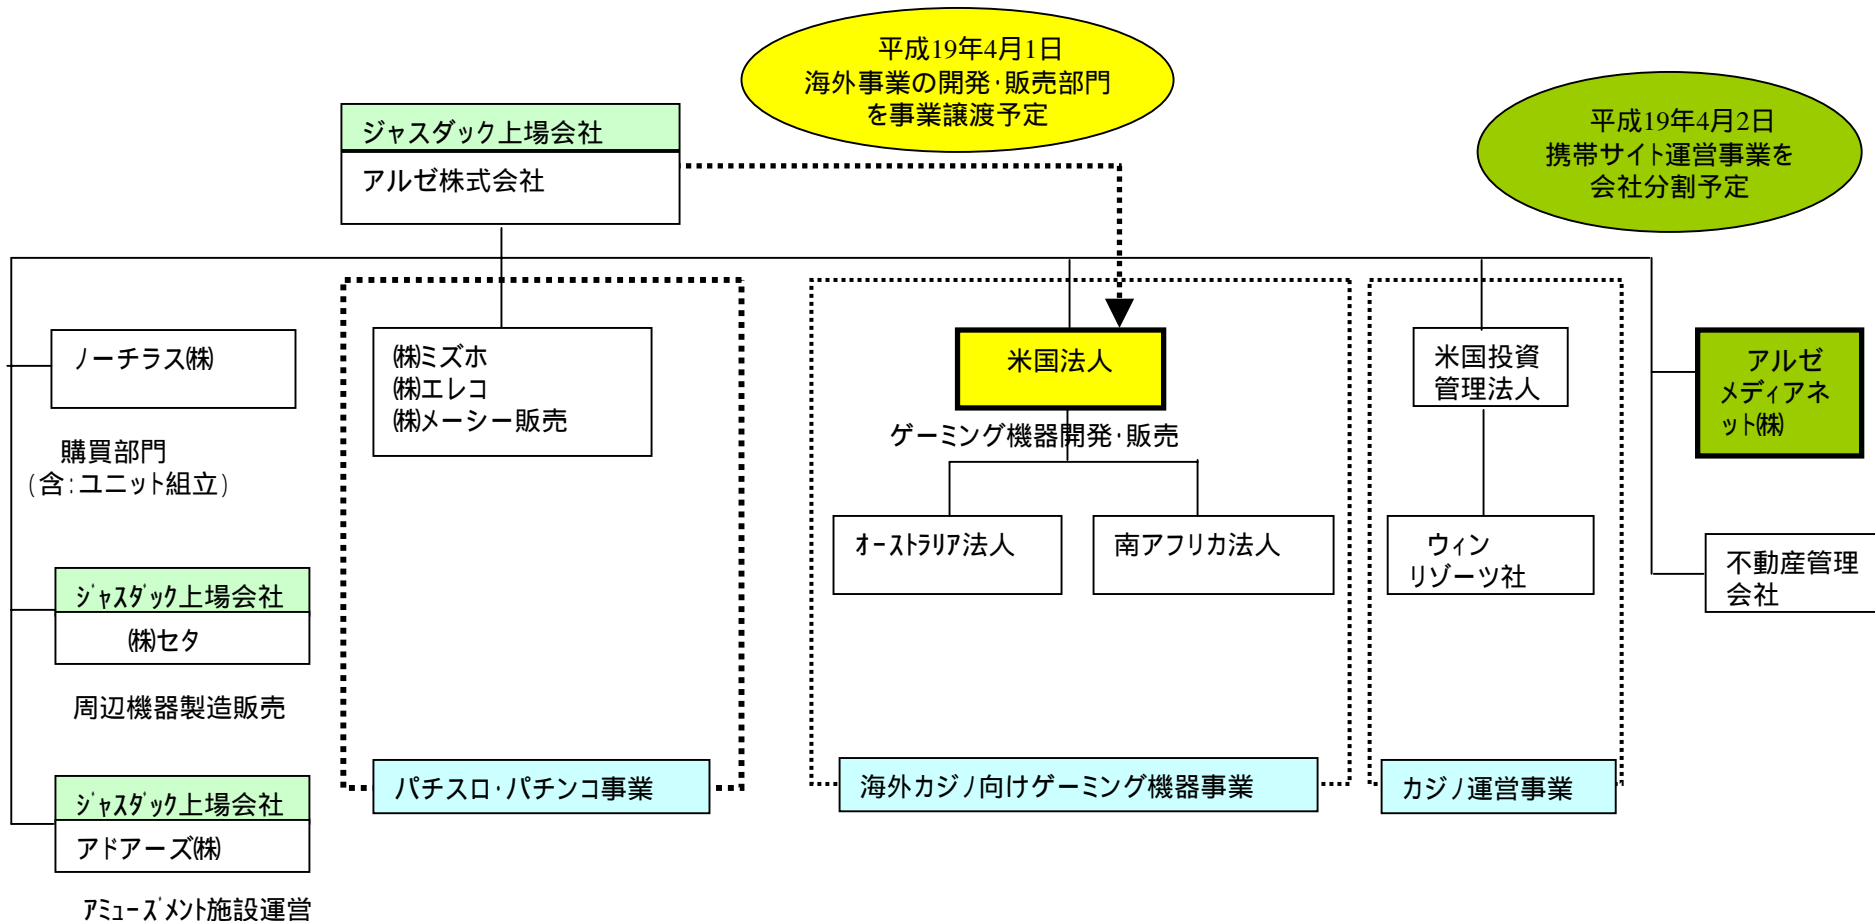 平成19年4月1日
海外事業の開発・販売部門
を事業譲渡予定
平成19年4月2日
携帯サイト運営事業を
会社分割予定
ジャスダック上場会社
アルゼ株式会社
ノーチラス㈱
購買部門
(含:ユニット組立)
ｼﾞｬｽﾀﾞｯｸ上場会社
㈱セタ
周辺機器製造販売
ｼﾞｬｽﾀﾞｯｸ上場会社
アドアーズ㈱
ｱﾐｭｰｽﾞﾒﾝﾄ施設運営
㈱ミズホ
㈱エレコ
㈱メーシー販売
パチスロ・パチンコ事業
米国法人
ゲーミング機器開発・販売
ｵｰｽﾄﾗﾘｱ法人
南アフリカ法人
海外カジノ向けゲーミング機器事業
米国投資
管理法人
ウィン
リゾーツ社
カジノ運営事業
アルゼ
メディアネ
ット㈱
不動産管理
会社